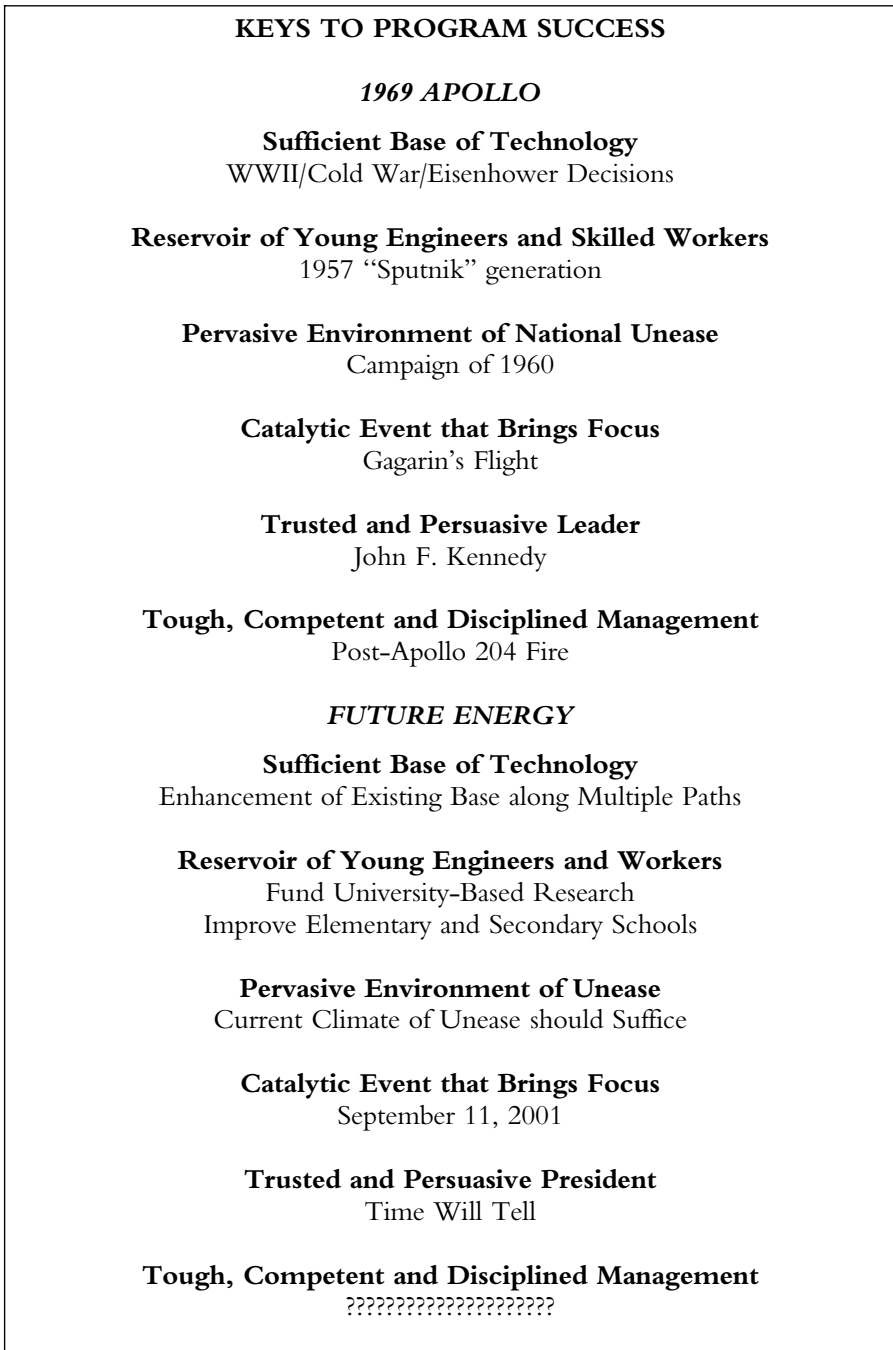 KEYS TO PROGRAM SUCCESS
1969 APOLLO
Sufficient Base of Technology
WWII/Cold War/Eisenhower Decisions
Reservoir of Young Engineers and Skilled Workers
1957 “Sputnik” generation
Pervasive Environment of National Unease
Campaign of 1960
Catalytic Event that Brings Focus
Gagarin’s Flight
Trusted and Persuasive Leader
John F. Kennedy
Tough, Competent and Disciplined Management
Post-Apollo 204 Fire
FUTURE ENERGY
Sufficient Base of Technology
Enhancement of Existing Base along Multiple Paths
Reservoir of Young Engineers and Workers
Fund University-Based Research
Improve Elementary and Secondary Schools
Pervasive Environment of Unease
Current Climate of Unease should Suffice
Catalytic Event that Brings Focus
September 11, 2001
Trusted and Persuasive President
Time Will Tell
Tough, Competent and Disciplined Management
?????????????????????